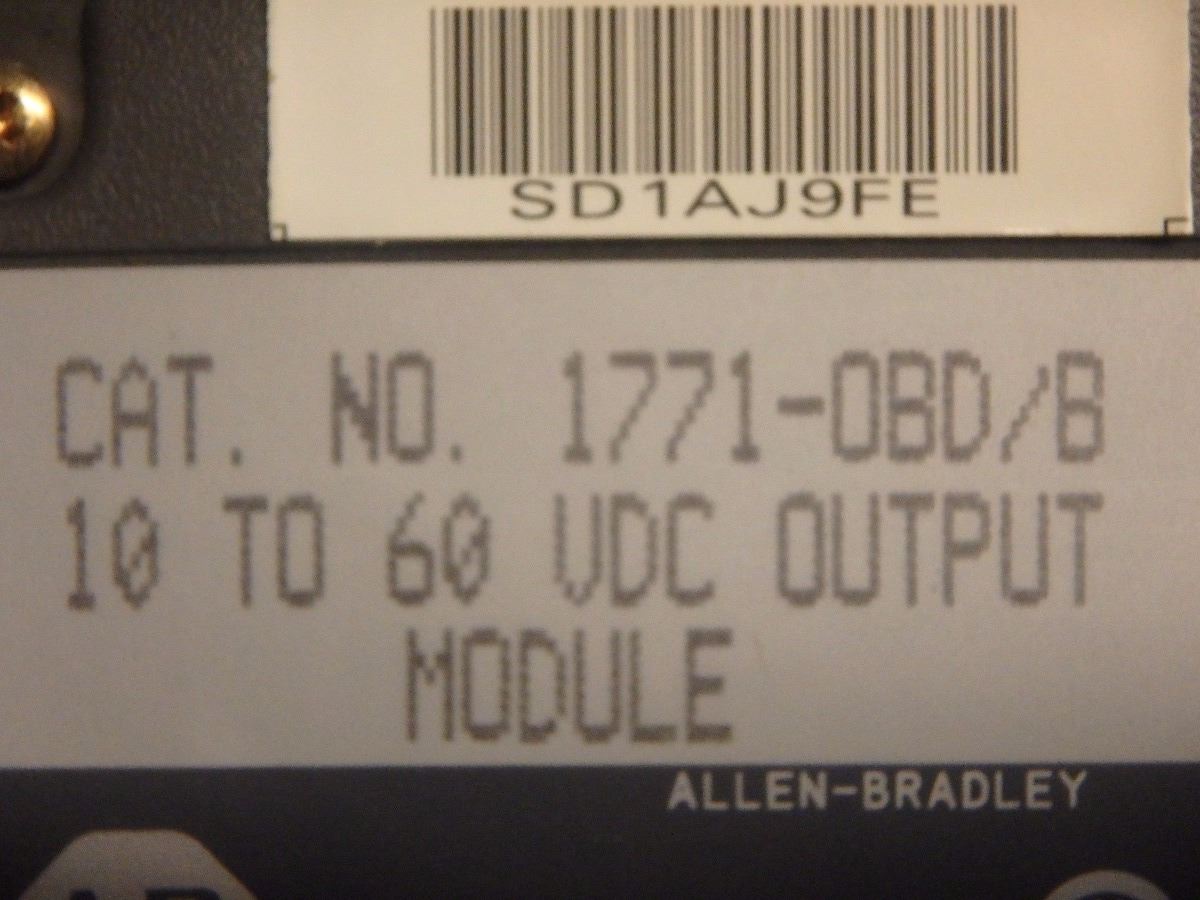 SD1AJ9FE
CAT. NO. 1771-OBD/B
10 TO 60 VDC OUTPUT
MODULE
ALLEN-BRADLEY